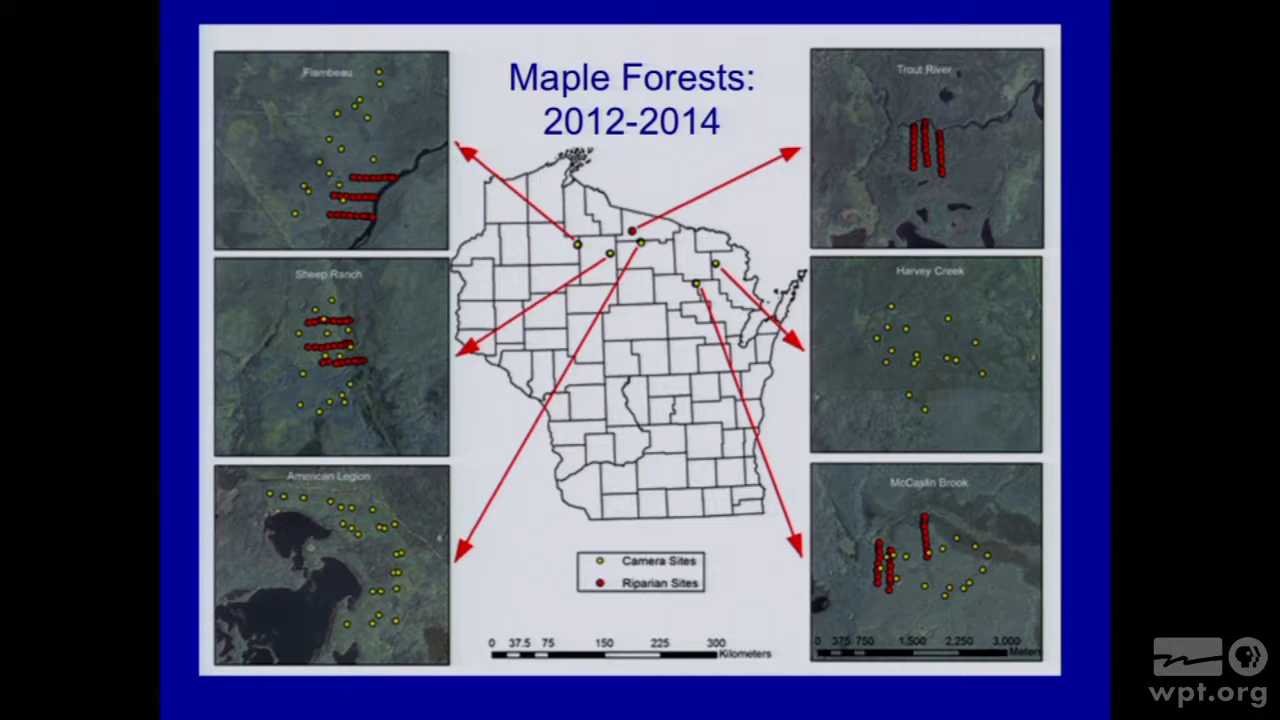 Maple Forests:
2012-2014
Flambeau
Trout River
Sheep Ranch
Harvey Creek
American Legion
McCaslin Brook
Camera Sites
Riparian Sites
0 37.5 75 150 225 300
Kilometers
0 375 750 1,500 2,250 3,000
Meters
wpt.org